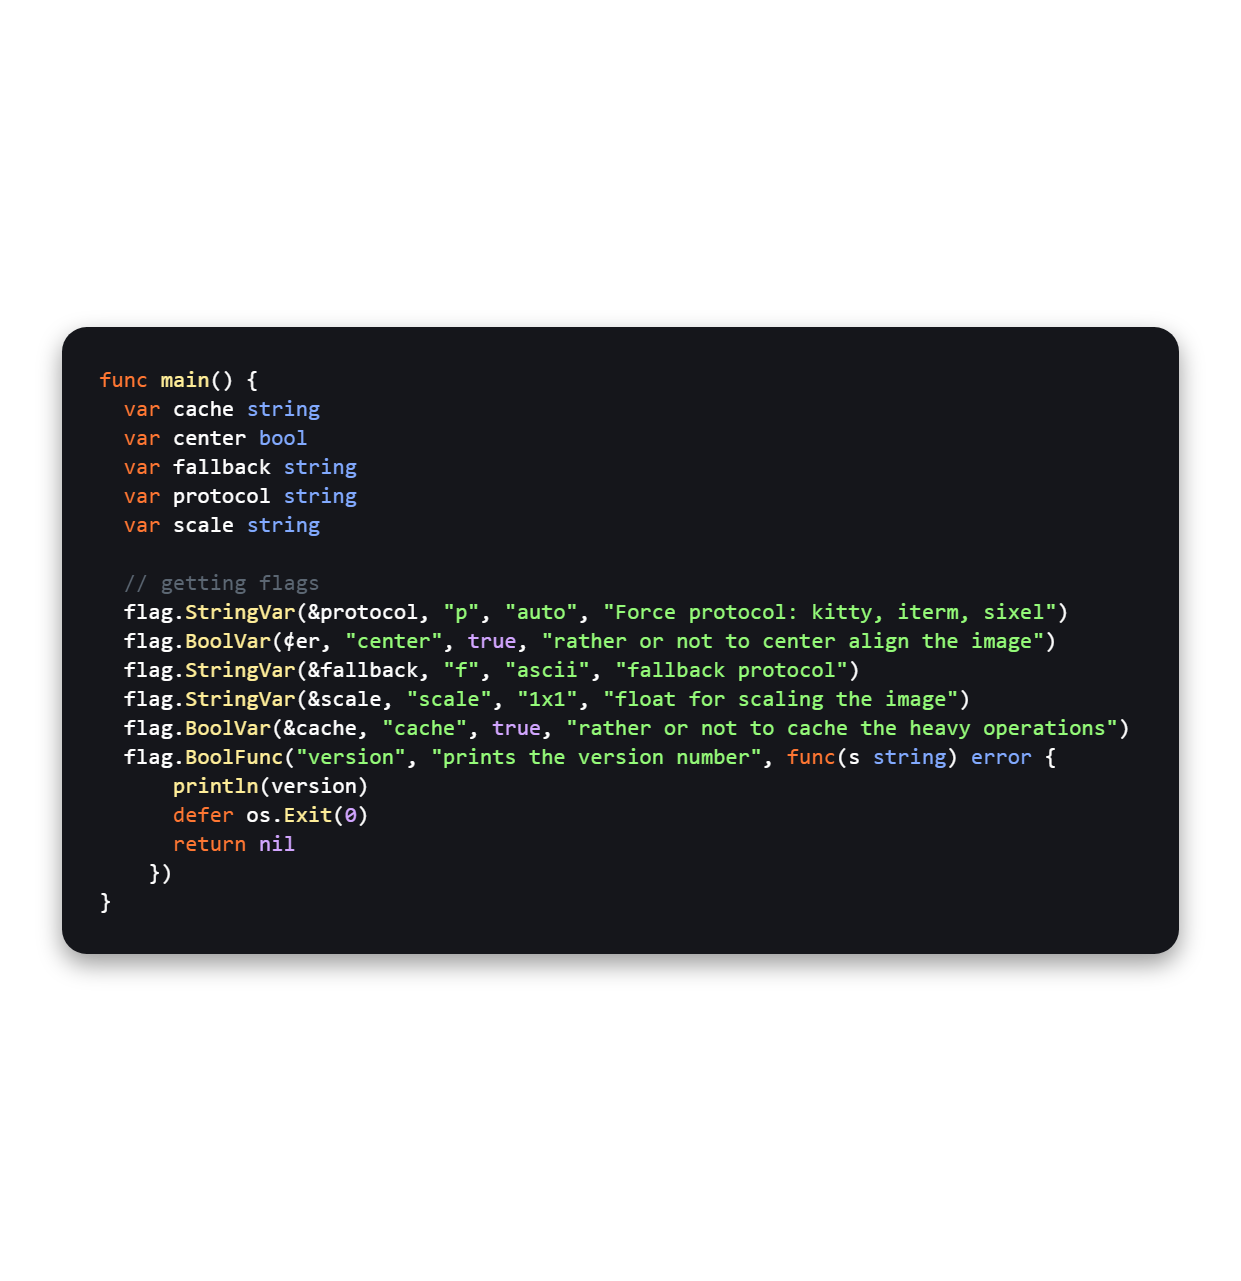 func main() {
  var cache string
  var center bool
  var fallback string
  var protocol string
  var scale string

  // getting flags
  flag.StringVar(&protocol, "p", "auto", "Force protocol: kitty, iterm, sixel")
  flag.BoolVar(¢er, "center", true, "rather or not to center align the image")
  flag.StringVar(&fallback, "f", "ascii", "fallback protocol")
  flag.StringVar(&scale, "scale", "1x1", "float for scaling the image")
  flag.BoolVar(&cache, "cache", true, "rather or not to cache the heavy operations")
  flag.BoolFunc("version", "prints the version number", func(s string) error {
      println(version)
      defer os.Exit(0)
      return nil
    })
}